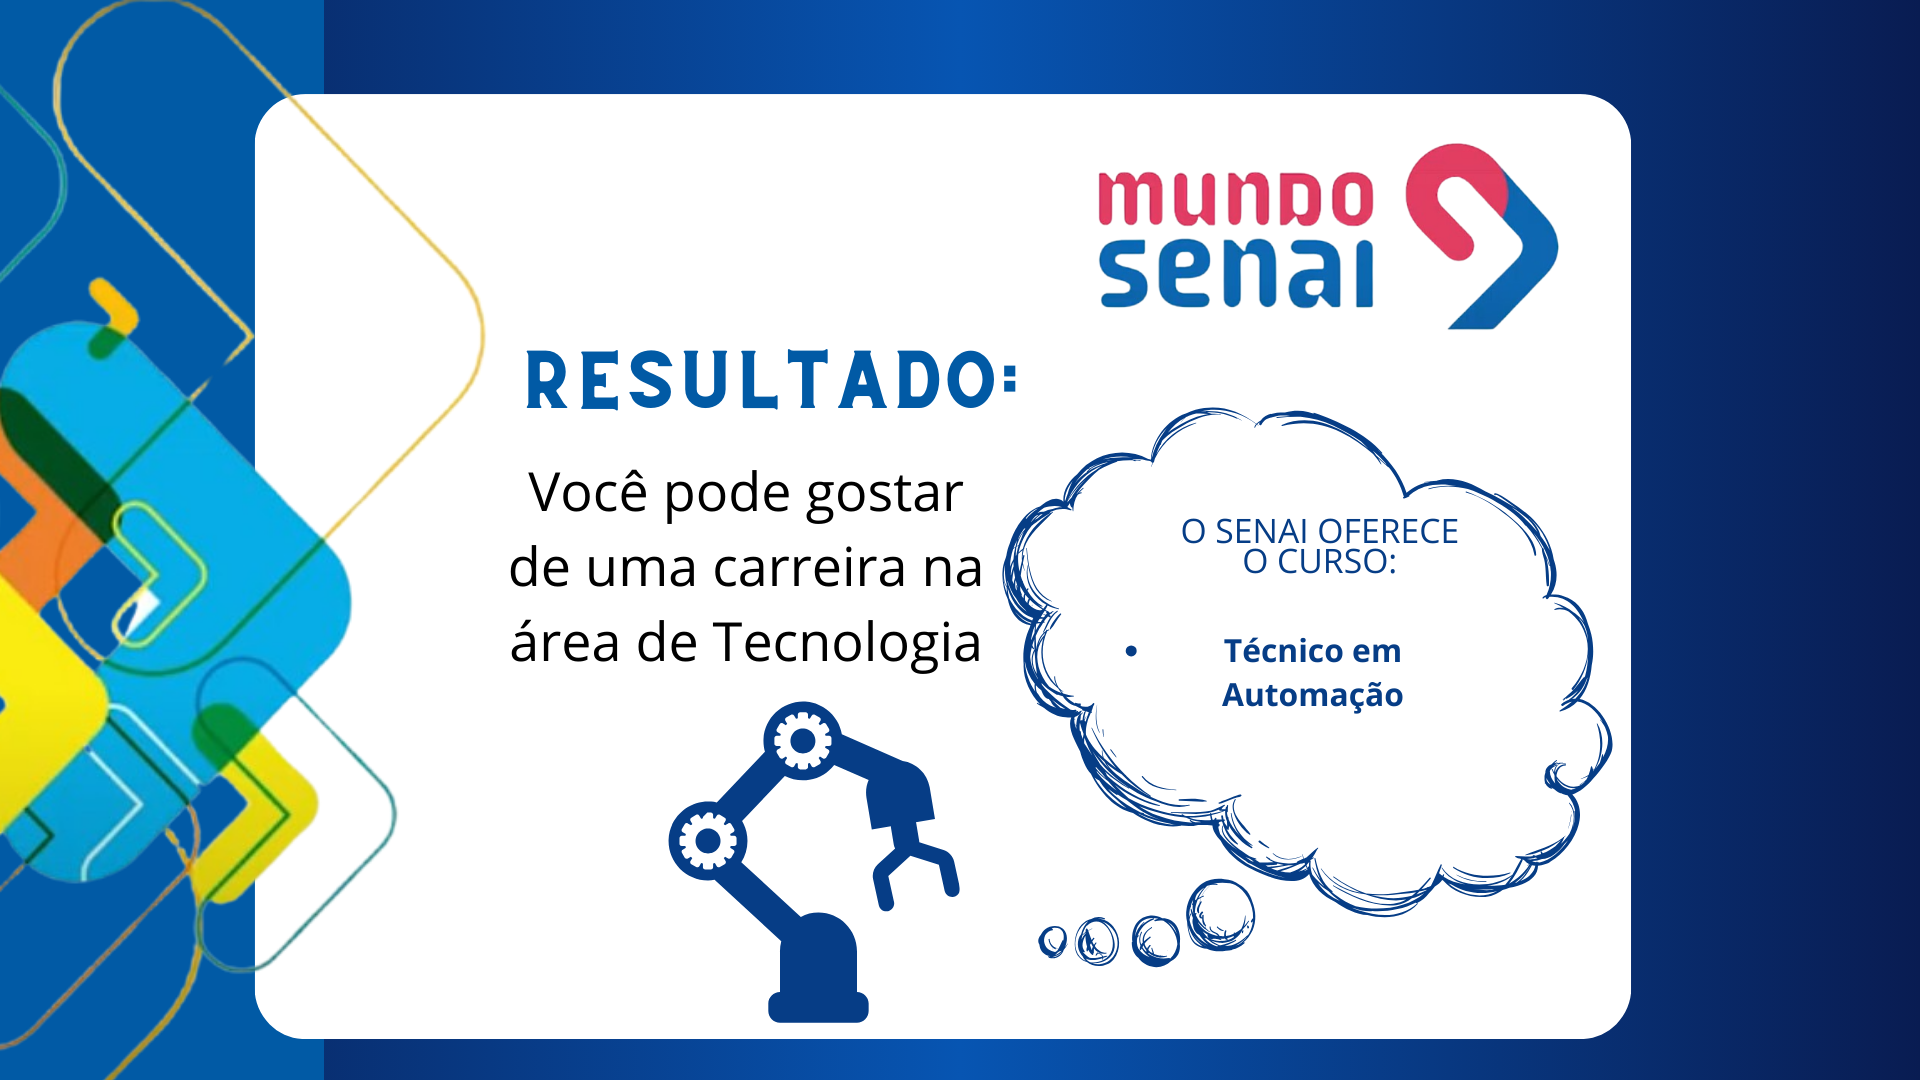 mundo
senai
RESULTADO:
Você pode gostar
de uma carreira na
área de Tecnologia
O SENAI OFERECE
O CURSO:
• Técnico em
Automação